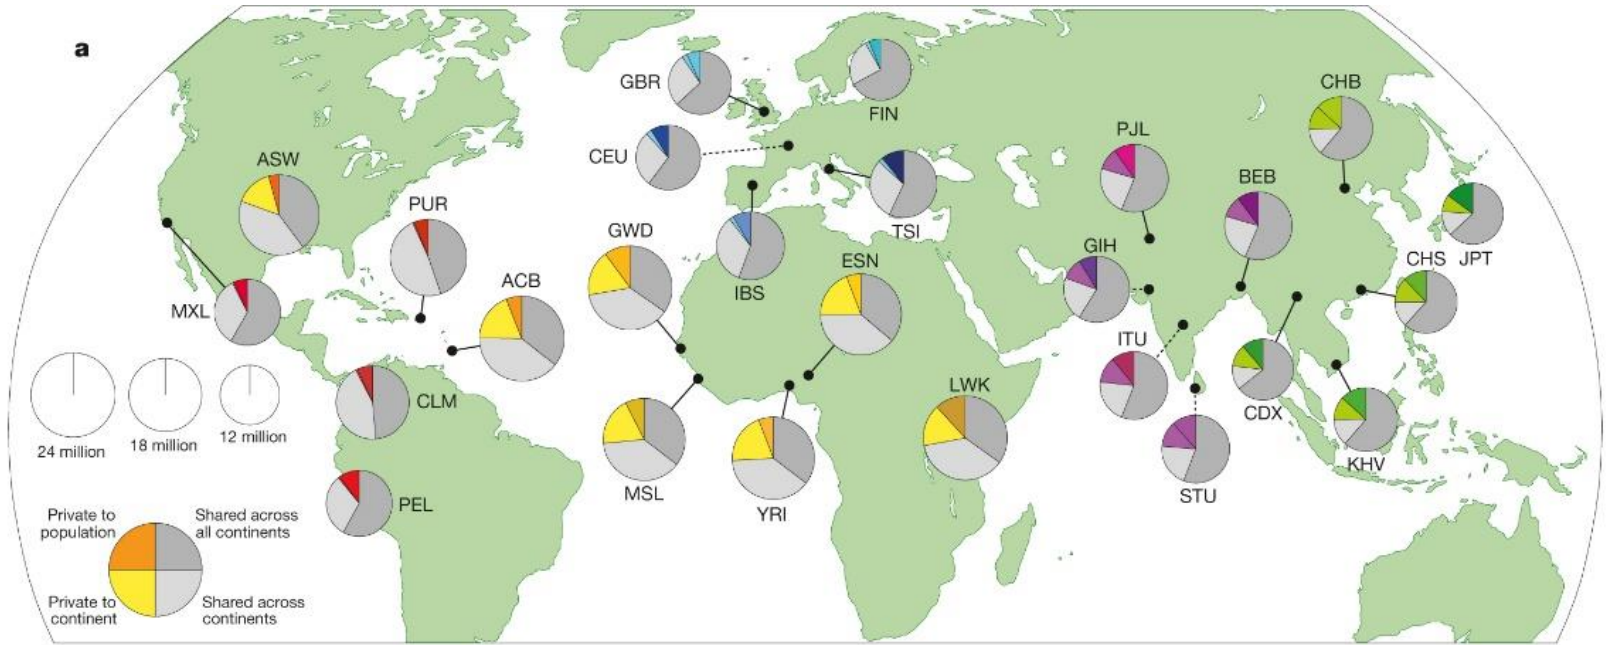 a
GBR
FIN
CHB
CEU
PJL
ASW
BEB
PUR
TSI
GWD
GIH
ESN
CHS
JPT
ACB
IBS
MXL
ITU
LWK
CLM
CDX
24 million
18 million
12 million
KHV
MSL
STU
PEL
YRI
Private to
population
Shared across
all continents
Private to
continent
Shared across
continents